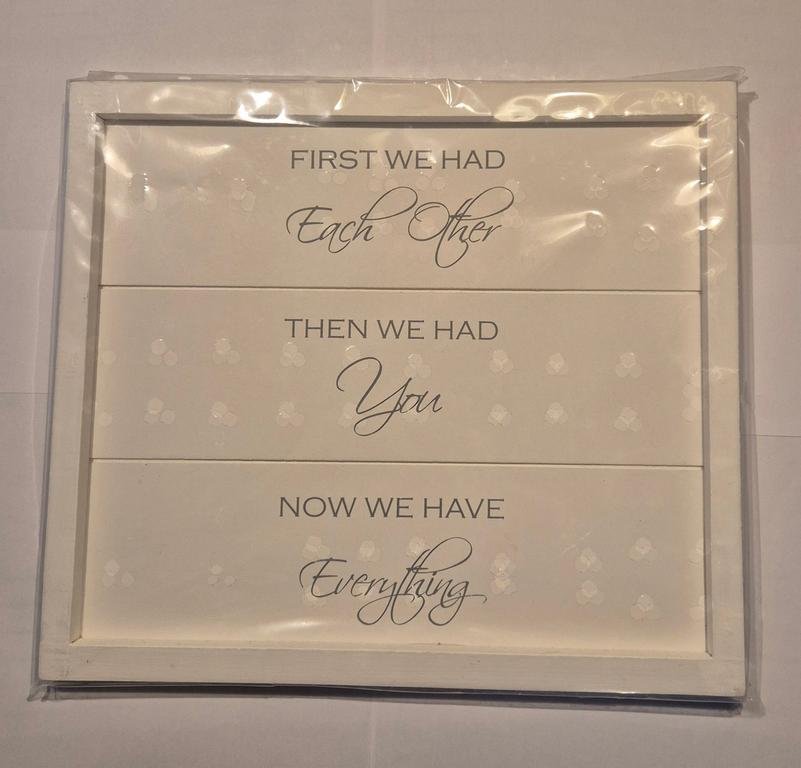 FIRST WE HAD
Each Other
THEN WE HAD
You
NOW WE HAVE
Everything